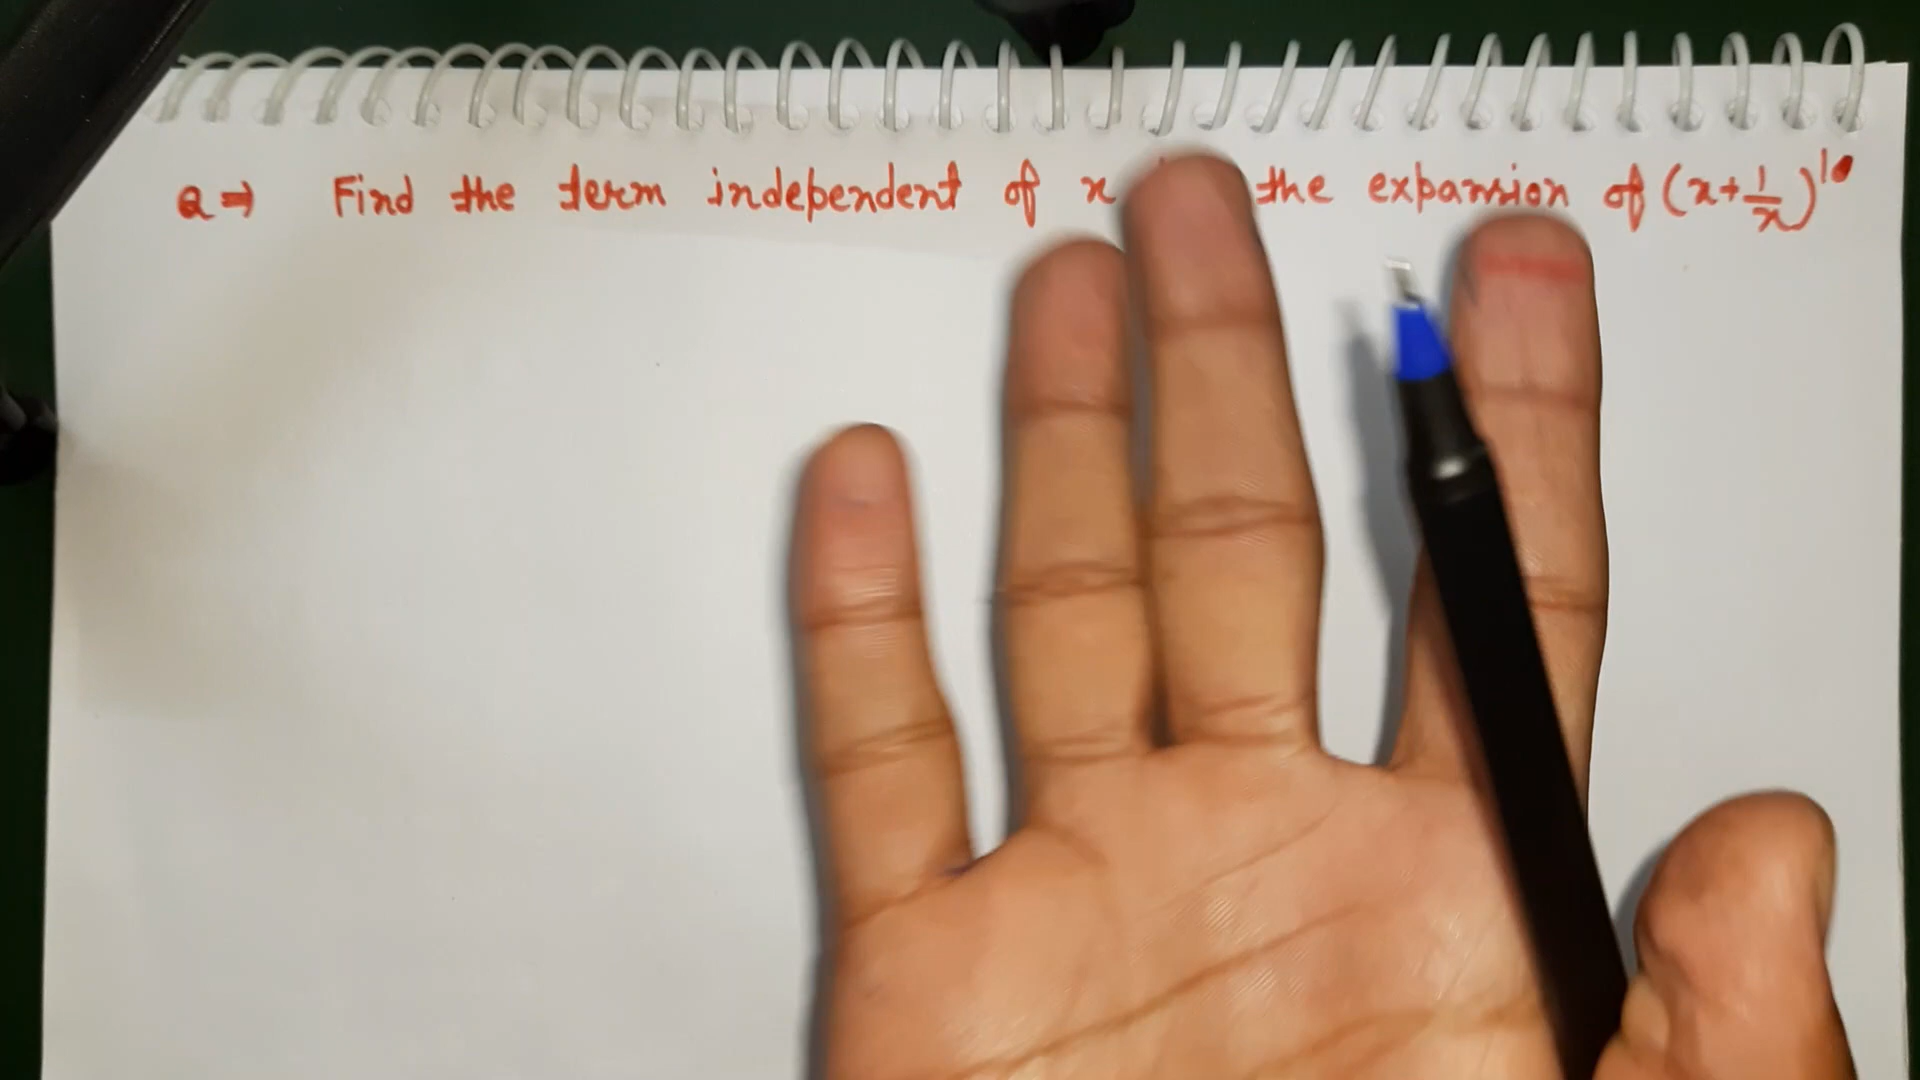 Q⇒ Find the term independent of x the expansion of (x+1/x)^10